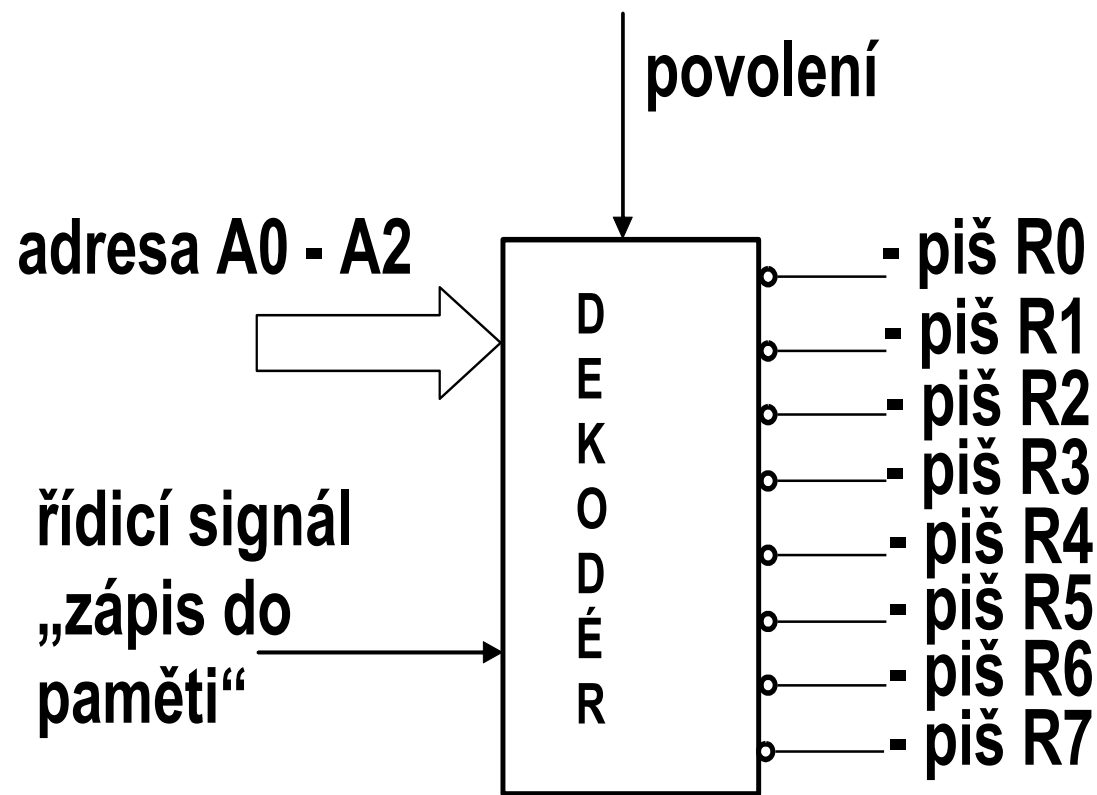 povolení
adresa A0 - A2
řídicí signál
„zápis do
paměti“
D
E
K
O
D
É
R
- piš R0
- piš R1
- piš R2
- piš R3
- piš R4
- piš R5
- piš R6
- piš R7